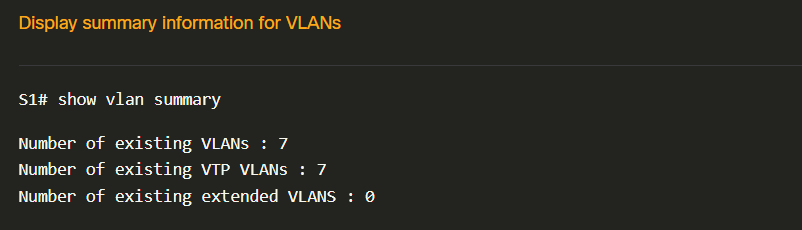 Display summary information for VLANs
S1# show vlan summary
Number of existing VLANs : 7
Number of existing VTP VLANs : 7
Number of existing extended VLANS : 0